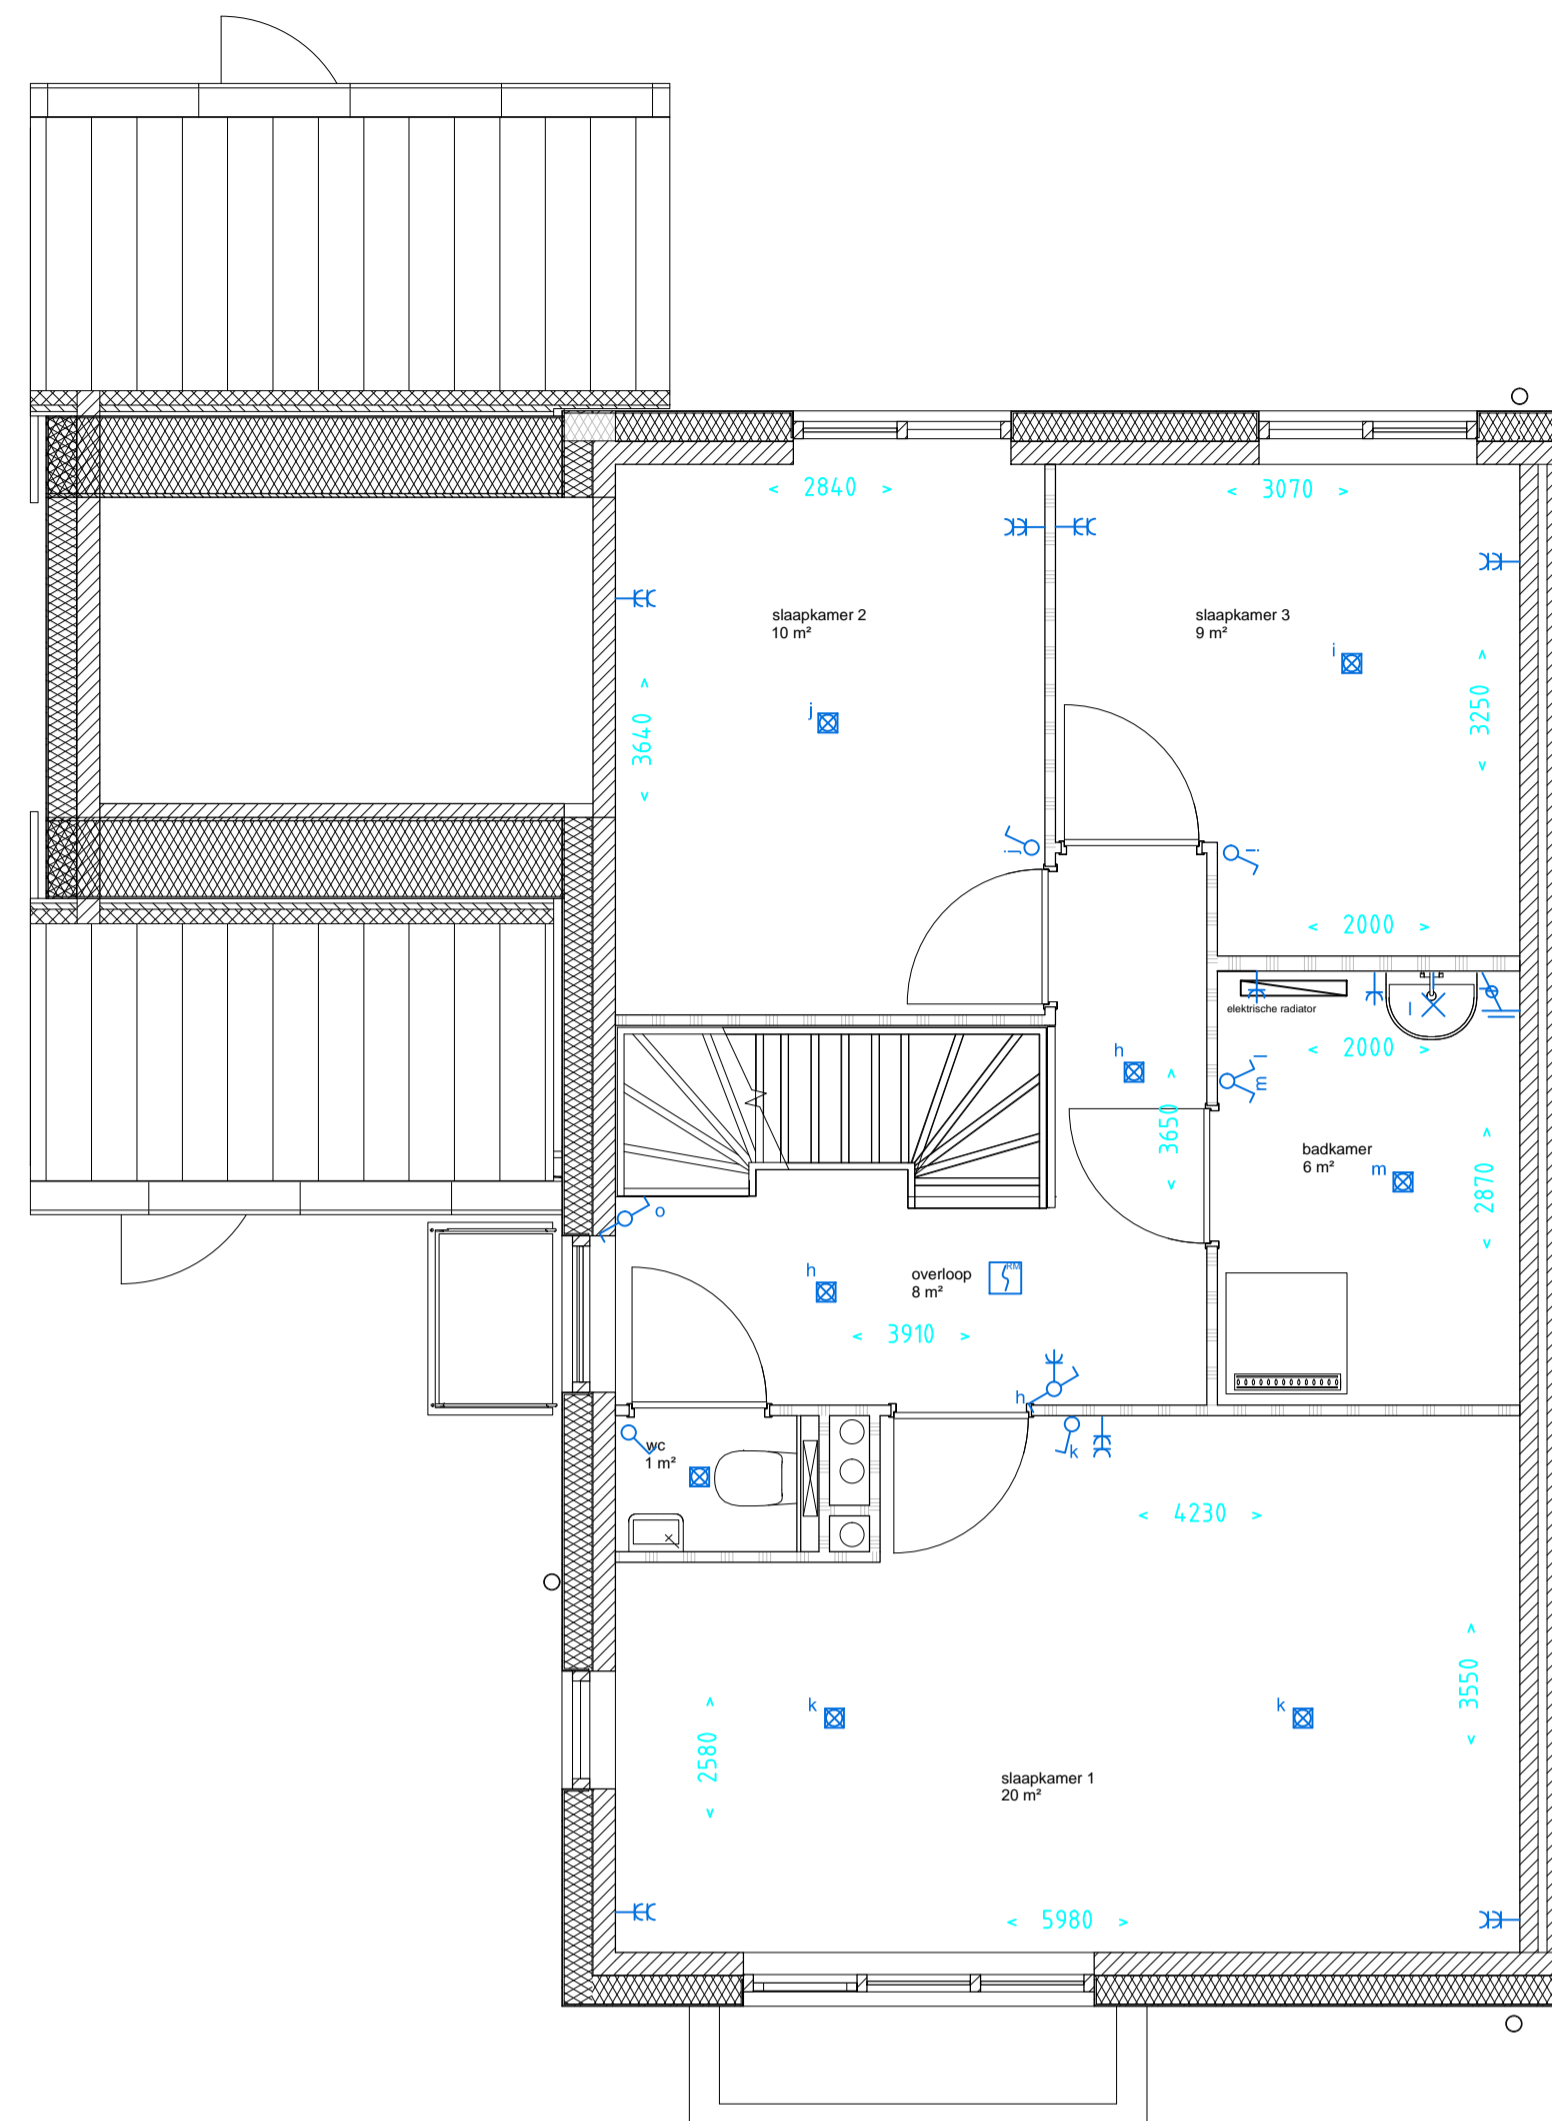 2840
3070
slaapkamer 2
10 m²
slaapkamer 3
9 m²
i
j
3640
3250
j
i
2000
elektrische radiator
l
2000
h
l
m
3650
badkamer
6 m²
m
2870
o
h
overloop
8 m²
RM
3910
h
wc
1 m²
k
4230
k
k
3550
2580
slaapkamer 1
20 m²
5980